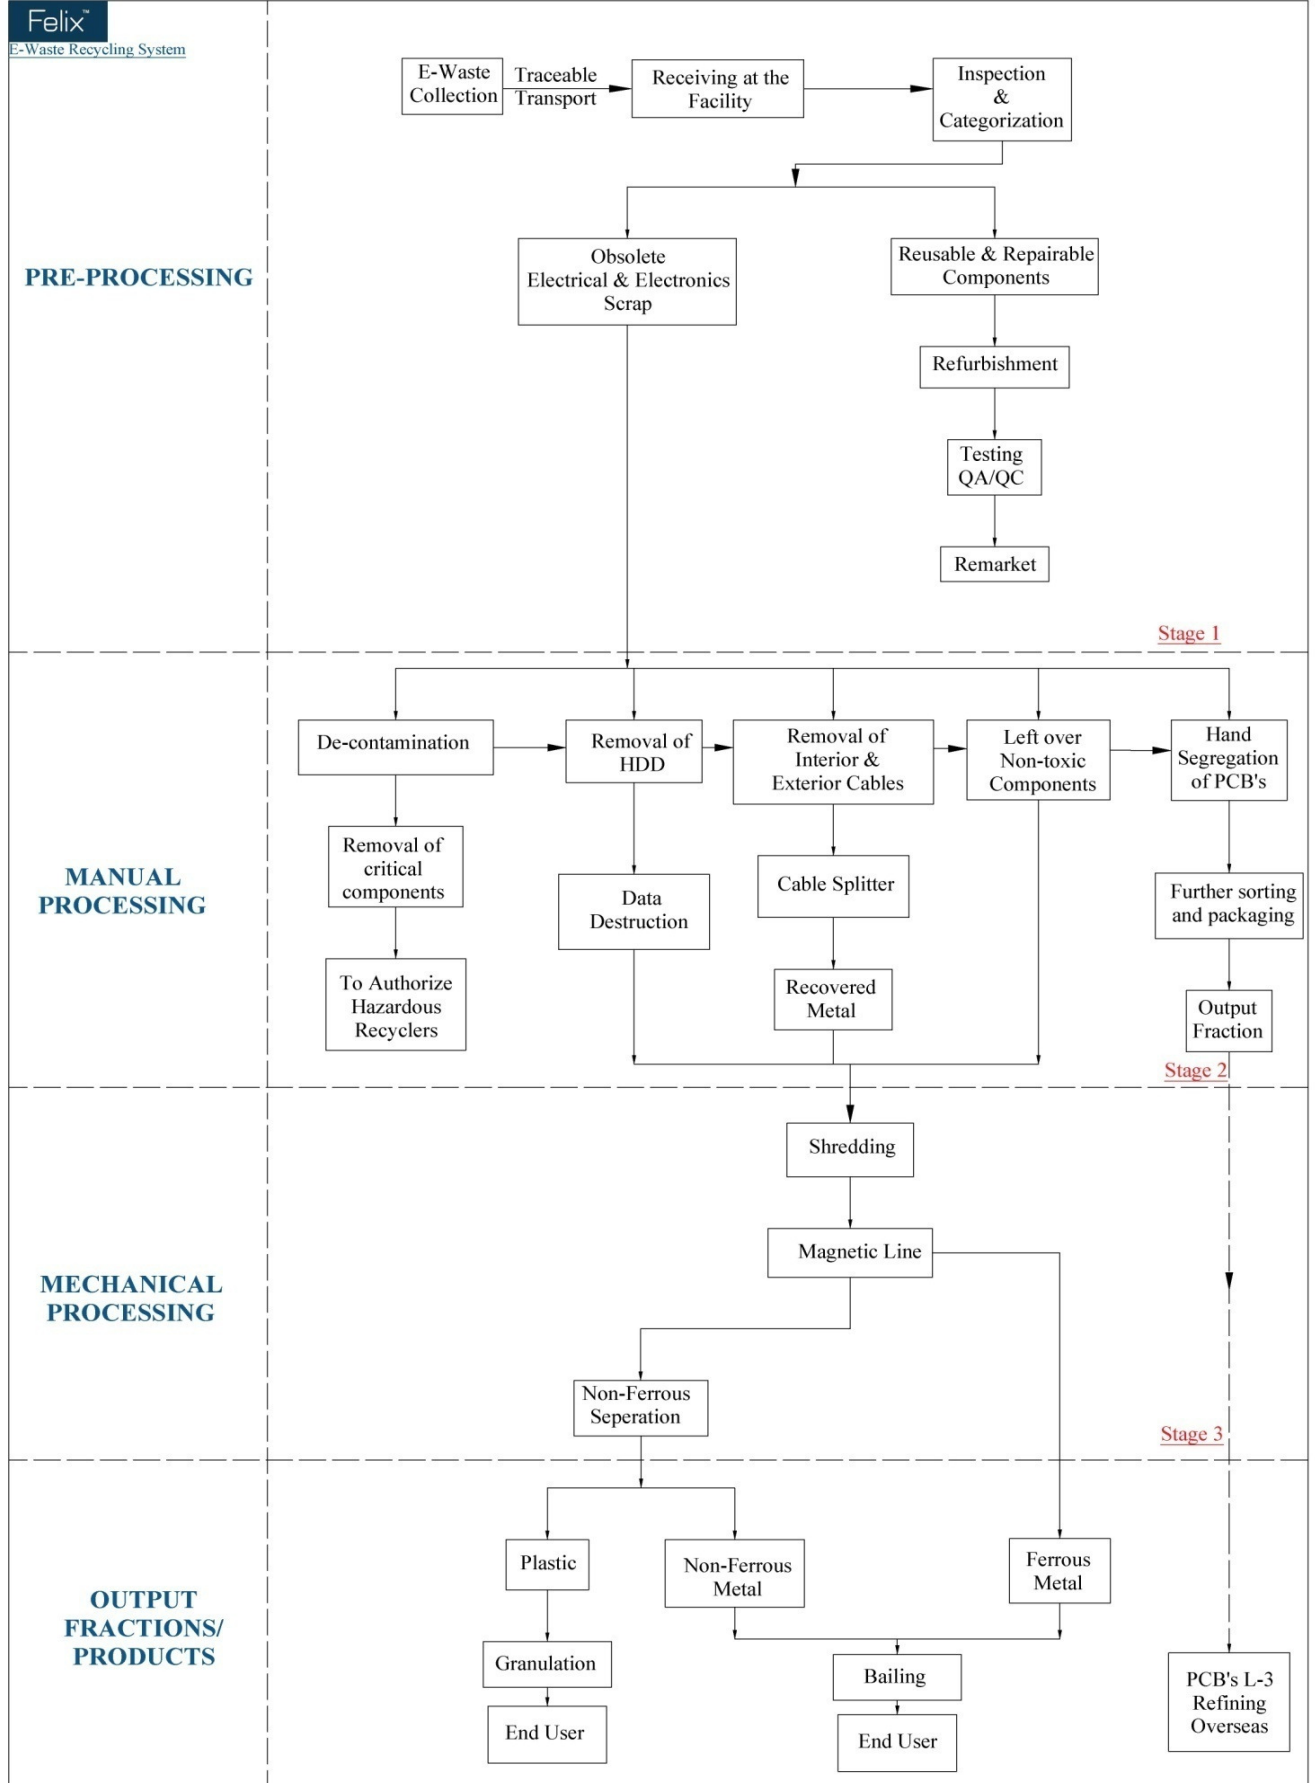 Felix™
E-Waste Recycling System
E-Waste
Collection
Traceable
Transport
Receiving at the
Facility
Inspection
&
Categorization
PRE-PROCESSING
Obsolete
Electrical & Electronics
Scrap
Reusable & Repairable
Components
Refurbishment
Testing
QA/QC
Remarket
Stage 1
MANUAL
PROCESSING
De-contamination
Removal of
HDD
Removal of
Interior &
Exterior Cables
Left over
Non-toxic
Components
Hand
Segregation
of PCB's
Removal of
critical
components
Data
Destruction
Cable Splitter
Further sorting
and packaging
To Authorize
Hazardous
Recyclers
Recovered
Metal
Output
Fraction
Stage 2
MECHANICAL
PROCESSING
Shredding
Magnetic Line
Non-Ferrous
Seperation
Stage 3
OUTPUT
FRACTIONS/
PRODUCTS
Plastic
Non-Ferrous
Metal
Ferrous
Metal
Granulation
Bailing
End User
End User
PCB's L-3
Refining
Overseas